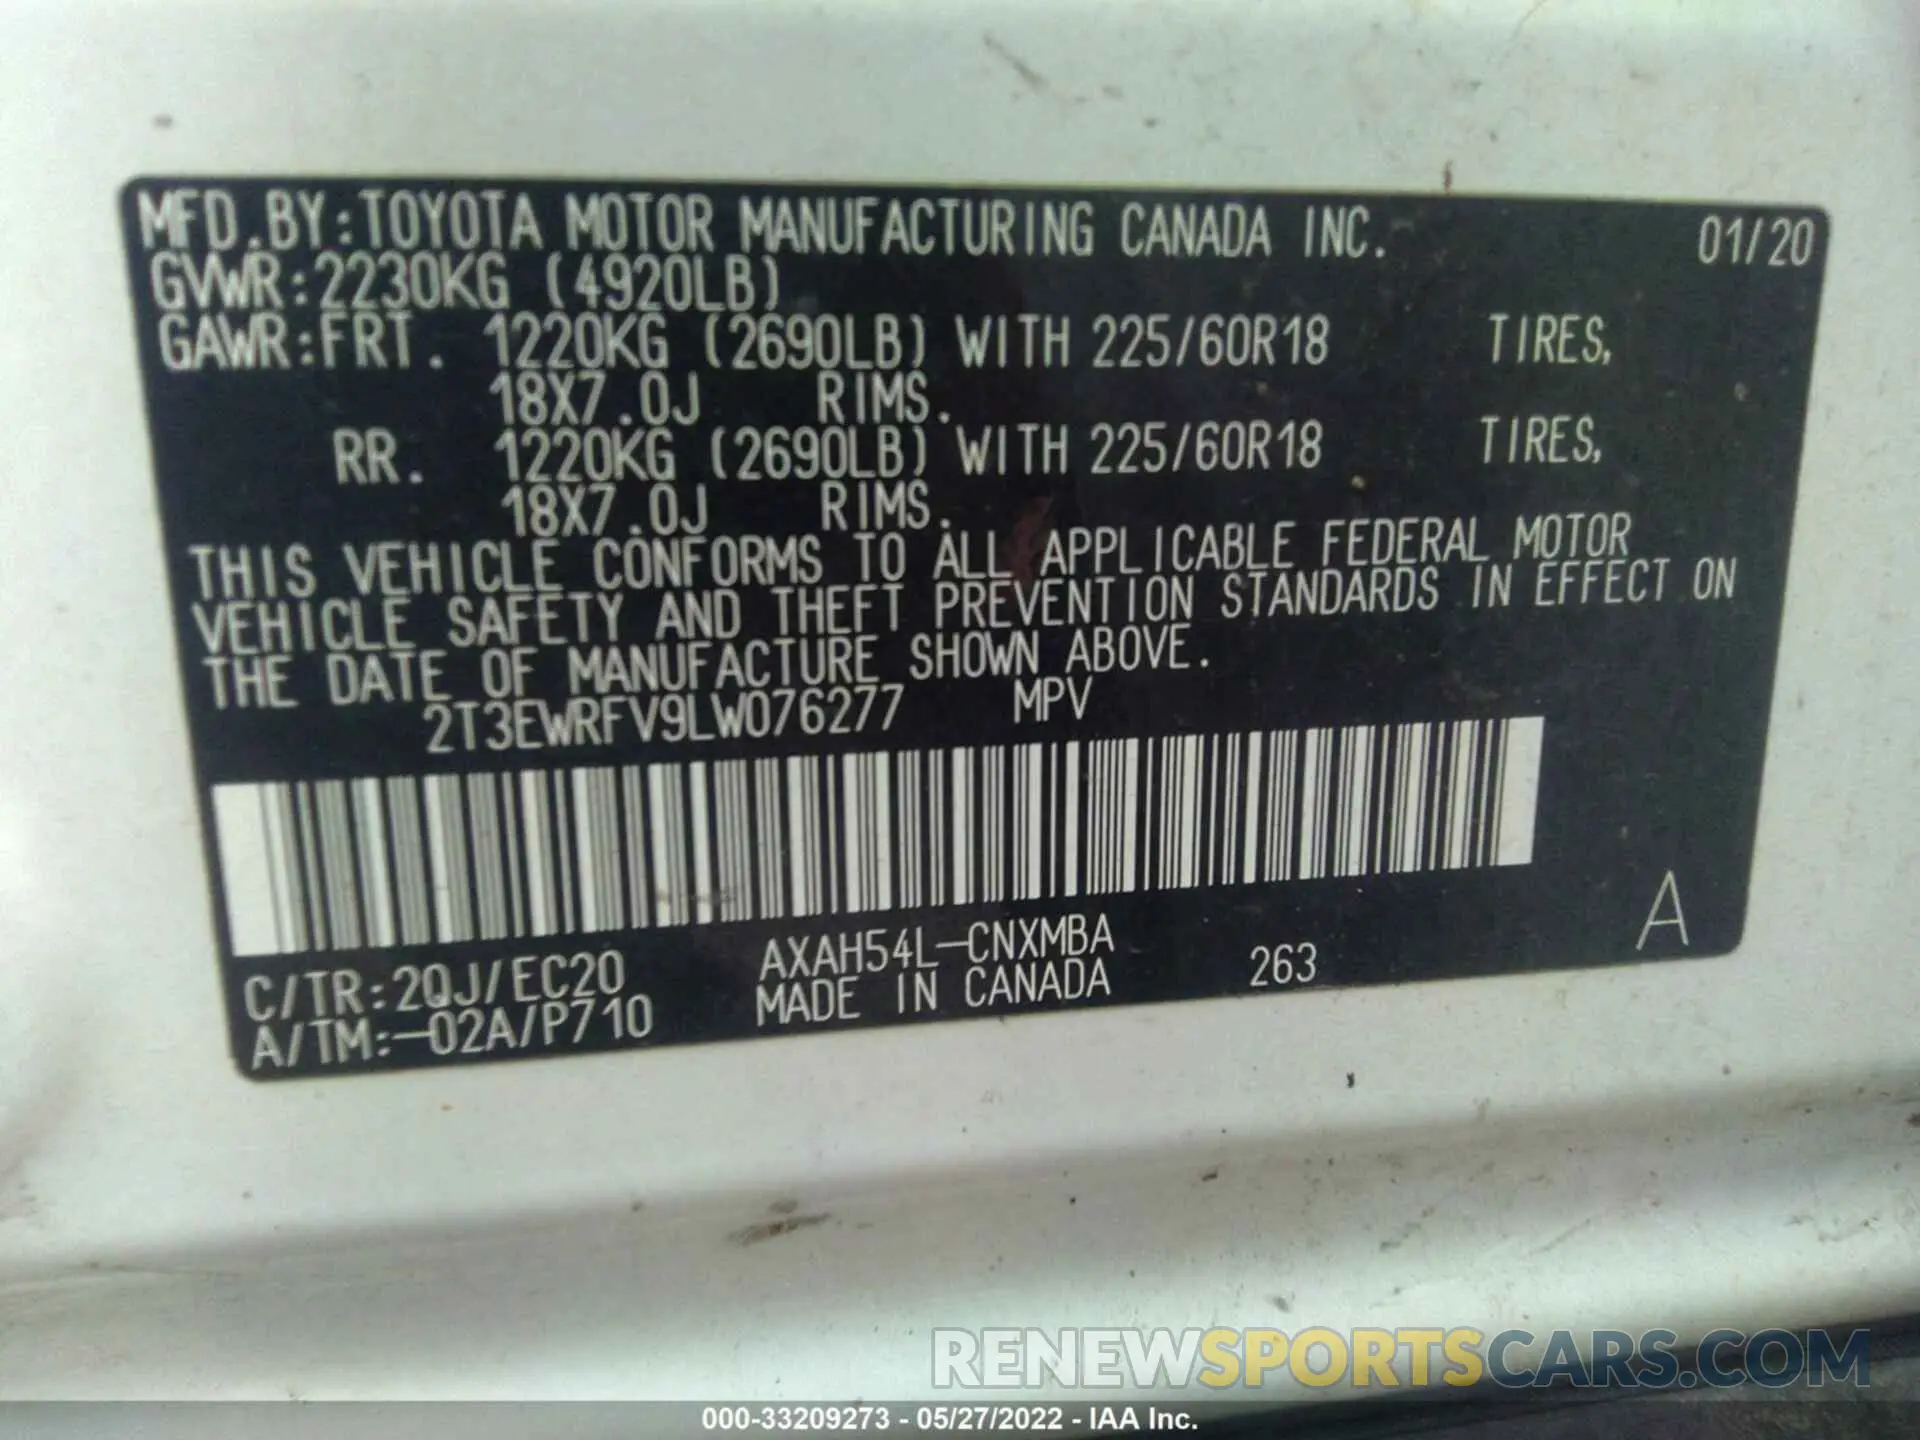 MFD.BY:TOYOTA MOTOR MANUFACTURING CANADA INC. 01/20
GVWR:2230KG (4920LB)
GAWR:FRT. 1220KG (2690LB) WITH 225/60R18 TIRES,
18X7.0J RIMS.
RR. 1220KG (2690LB) WITH 225/60R18 TIRES,
18X7.0J RIMS.
THIS VEHICLE CONFORMS TO ALL APPLICABLE FEDERAL MOTOR
VEHICLE SAFETY AND THEFT PREVENTION STANDARDS IN EFFECT ON
THE DATE OF MANUFACTURE SHOWN ABOVE.
2T3EWRFV9LW076277 MPV
C/TR:2QJ/EC20 AXAH54L-CNXMBA
A/TM:-02A/P710 MADE IN CANADA 263 A
RENEWSPORTSCARS.COM
000-33209273 - 05/27/2022 - IAA Inc.